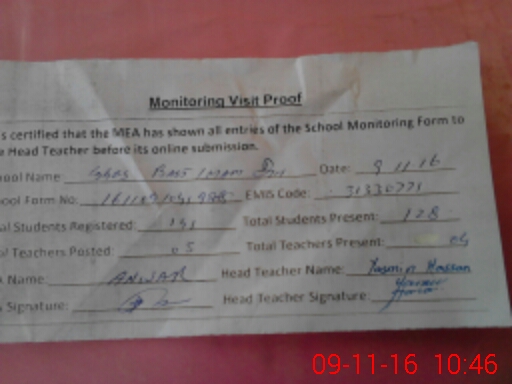 Monitoring Visit Proof
s certified that the MEA has shown all entries of the School Monitoring Form to
e Head Teacher before its online submission.
hool Name Date: 9 11 16
ool Form No. EMIS Code: 31330771
al Students Registered: 151 Total Students Present: 128
al Teachers Posted: 05 Total Teachers Present: 05
A Name: ANWAR Head Teacher Name: Yasmin Hassan
Signature: Head Teacher Signature:
09-11-16 10:46